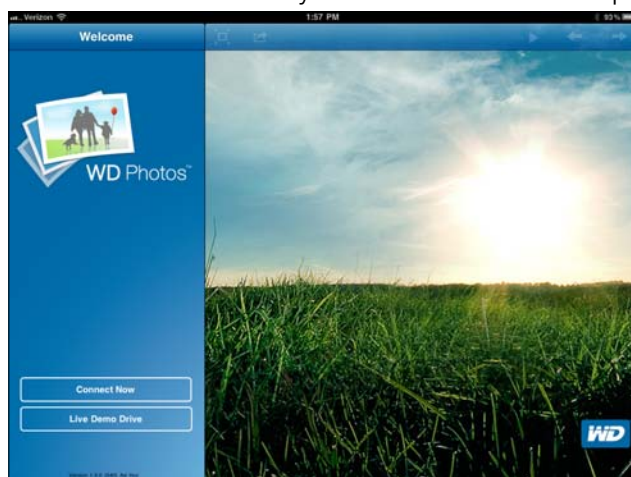 Verizon
1:57 PM
93%
Welcome
WD Photos™
Connect Now
Live Demo Drive
WD